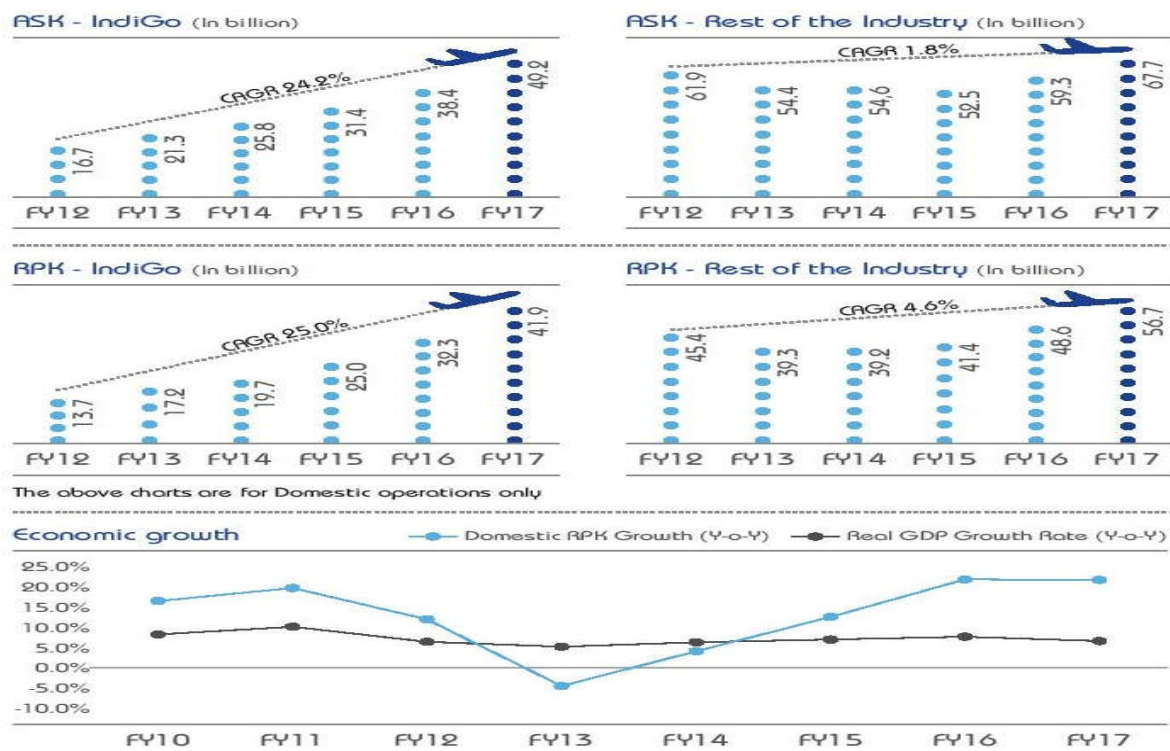 ASK - IndiGo (In billion)
CAGR 24.2%
16.7
21.3
25.8
31.4
38.4
49.2
FY12 FY13 FY14 FY15 FY16 FY17
ASK - Rest of the Industry (In billion)
CAGR 1.8%
61.9
54.4
54,6
52.5
59.3
67.7
FY12 FY13 FY14 FY15 FY16 FY17
RPK - IndiGo (In billion)
CAGR 25.0%
13.7
17.2
19.7
25.0
32.3
41.9
FY12 FY13 FY14 FY15 FY16 FY17
RPK - Rest of the Industry (In billion)
CAGR 4.6%
45.4
39.3
39.2
41.4
48.6
56.7
FY12 FY13 FY14 FY15 FY16 FY17
The above charts are for Domestic operations only
Economic growth
Domestic RPK Growth (Y-o-Y)
Real GDP Growth Rate (Y-o-Y)
25.0%
20.0%
15.0%
10.0%
5.0%
0.0%
-5.0%
-10.0%
FY10 FY11 FY12 FY13 FY14 FY15 FY16 FY17